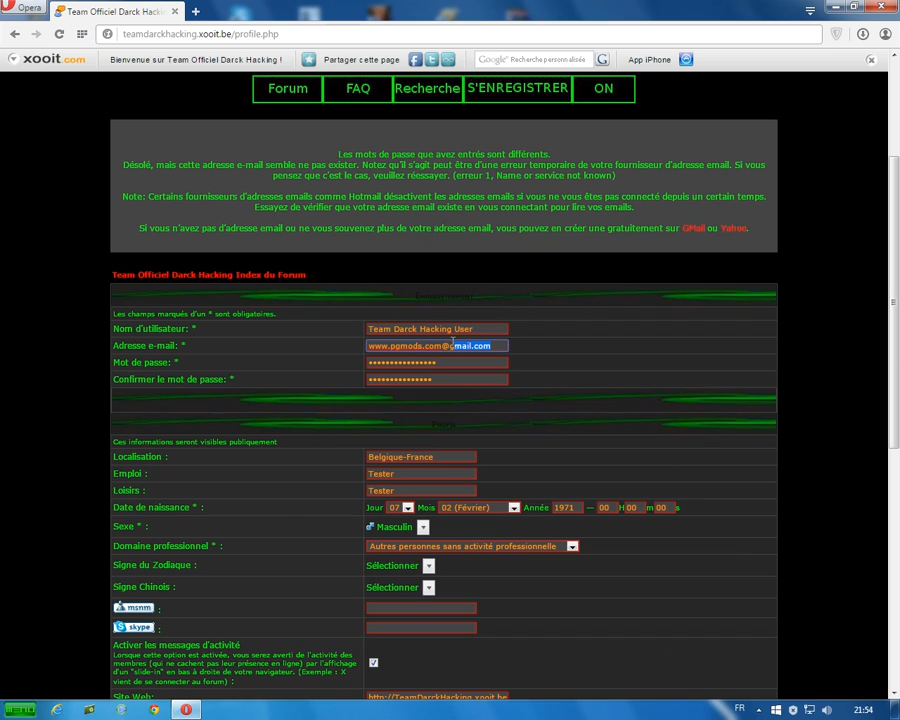 Opera
Team Officiel Darck Hacking
teamdarckhacking.xooit.be/profile.php
xooit.com
Bienvenue sur Team Officiel Darck Hacking !
Partager cette page
Google™ Recherche personnalisée
App iPhone
Forum
FAQ
Recherche
S'ENREGISTRER
ON
Les mots de passe que avez entrés sont différents.
Désolé, mais cette adresse e-mail semble ne pas exister. Notez qu'il s'agit peut être d'une erreur temporaire de votre fournisseur d'adresse email. Si vous
pensez que c'est le cas, veuillez réessayer. (erreur 1, Name or service not known)
Note: Certains fournisseurs d'adresses emails comme Hotmail désactivent les adresses emails si vous ne vous êtes pas connecté depuis un certain temps.
Essayez de vérifier que votre adresse email existe en vous connectant pour lire vos emails.
Si vous n'avez pas d'adresse email ou ne vous souvenez plus de votre adresse email, vous pouvez en créer une gratuitement sur GMail ou Yahoo.
Team Officiel Darck Hacking Index du Forum
Les champs marqués d'un * sont obligatoires.
Nom d'utilisateur: * Team Darck Hacking User
Adresse e-mail: * www.pgmods.com@gmail.com
Mot de passe: * ••••••••••••••••
Confirmer le mot de passe: * •••••••••••••••
Ces informations seront visibles publiquement
Localisation : Belgique-France
Emploi : Tester
Loisirs : Tester
Date de naissance * : Jour 07 Mois 02 (Février) Année 1971 — 00 H 00 m 00 s
Sexe * : Masculin
Domaine professionnel * : Autres personnes sans activité professionnelle
Signe du Zodiaque : Sélectionner
Signe Chinois : Sélectionner
msnm :
skype :
Activer les messages d'activité
Lorsque cette option est activée, vous serez averti de l'activité des
membres (qui ne cachent pas leur présence en ligne) par l'affichage
d'un "slide-in" en bas à droite de votre navigateur. (Exemple : X
vient de se connecter au forum) :
Site Web: http://TeamDarckHacking.xooit.be
FR
21:54